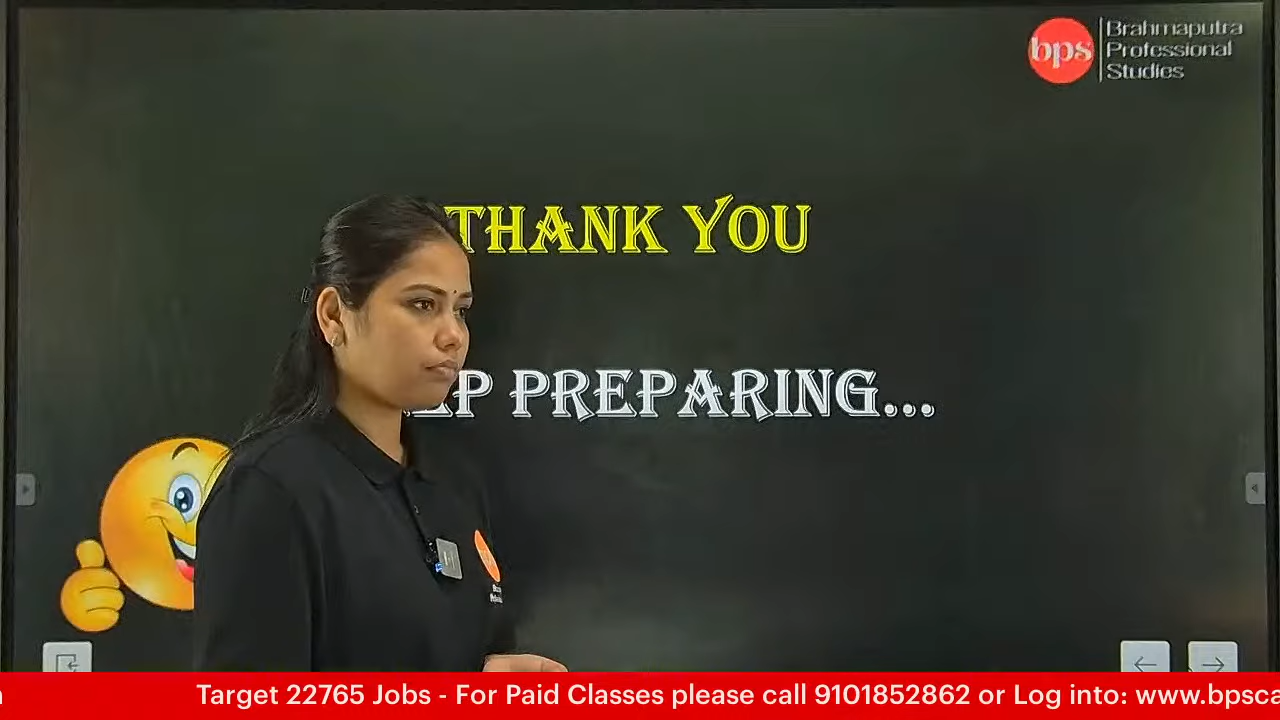 bps
Brahmaputra
Professional
Studies
THANK YOU
PREPARING...
Target 22765 Jobs - For Paid Classes please call 9101852862 or Log into: www.bpsca